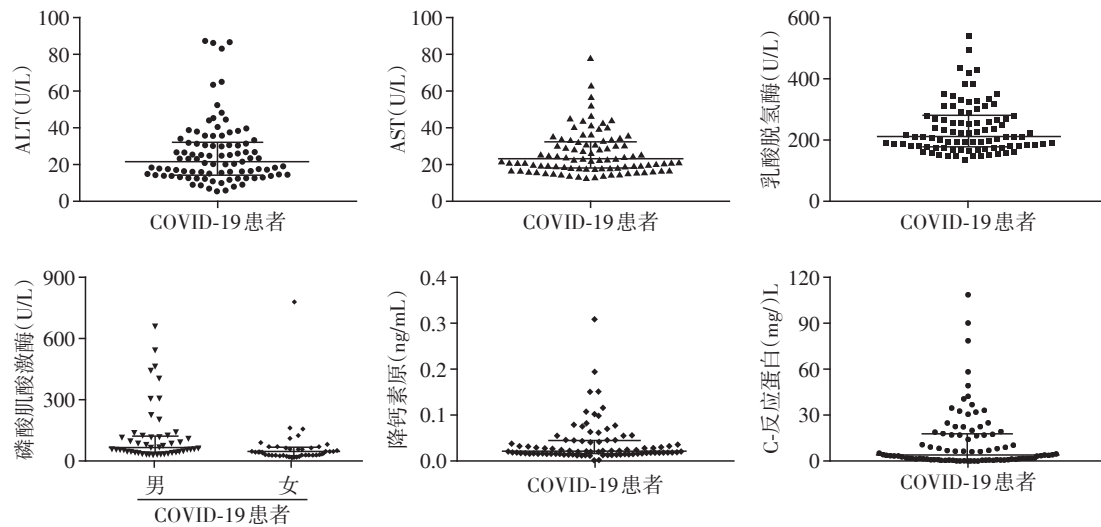 ALT(U/L)
100
80
60
40
20
0
COVID-19患者
AST(U/L)
100
80
60
40
20
0
COVID-19患者
乳酸脱氢酶(U/L)
600
400
200
0
COVID-19患者
磷酸肌酸激酶(U/L)
900
600
300
0
男
女
COVID-19患者
降钙素原(ng/mL)
0.4
0.3
0.2
0.1
0.0
COVID-19患者
C-反应蛋白(mg/)L
120
90
60
30
0
COVID-19患者